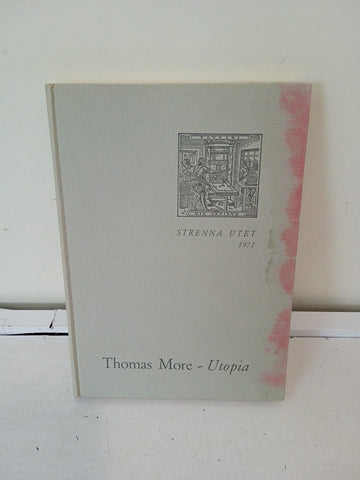 STRENNA UTET
1971
Thomas More - Utopia